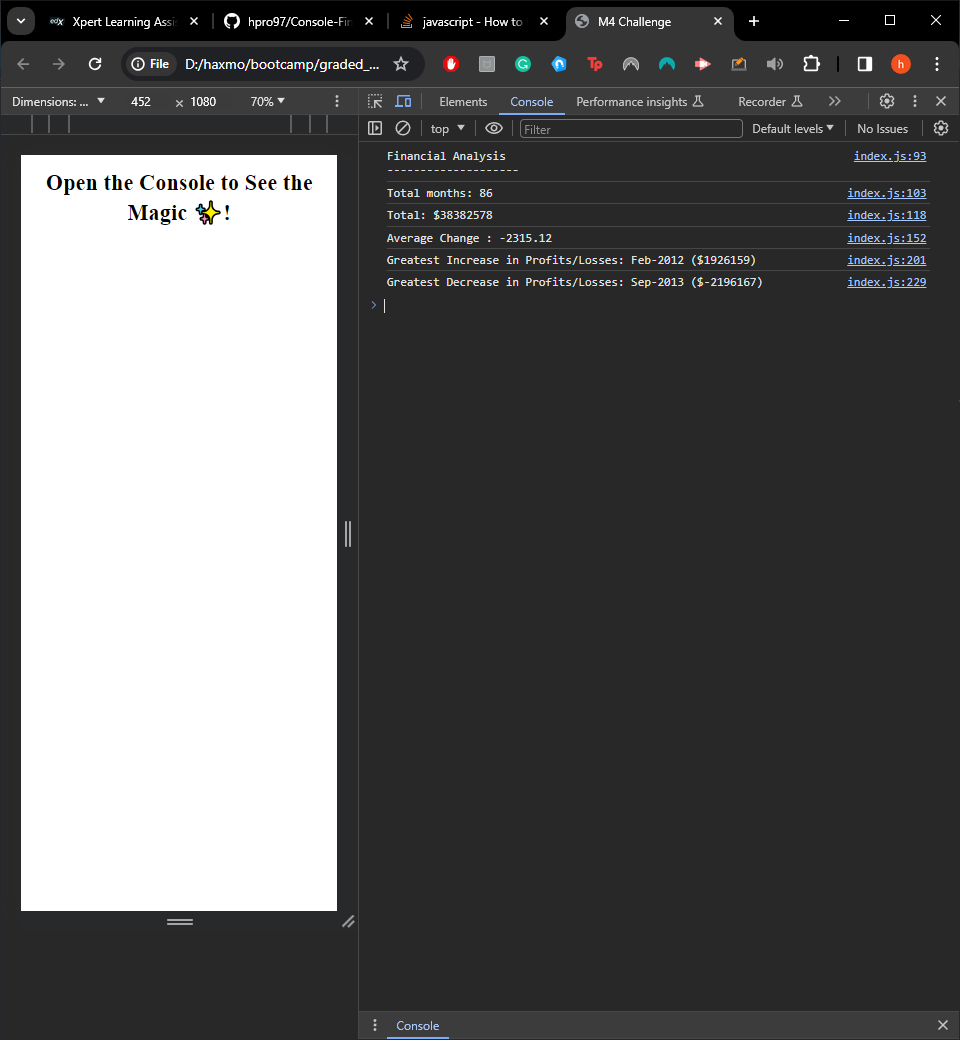 edX Xpert Learning Assi
hpro97/Console-Fin
javascript - How to
M4 Challenge
File
D:/haxmo/bootcamp/graded_...
Tp
h
Dimensions: ... 452 × 1080 70%
Elements Console Performance insights Recorder
top Filter Default levels No Issues
Open the Console to See the
Magic ✨!
Financial Analysis index.js:93
--------------------
Total months: 86 index.js:103
Total: $38382578 index.js:118
Average Change : -2315.12 index.js:152
Greatest Increase in Profits/Losses: Feb-2012 ($1926159) index.js:201
Greatest Decrease in Profits/Losses: Sep-2013 ($-2196167) index.js:229
Console